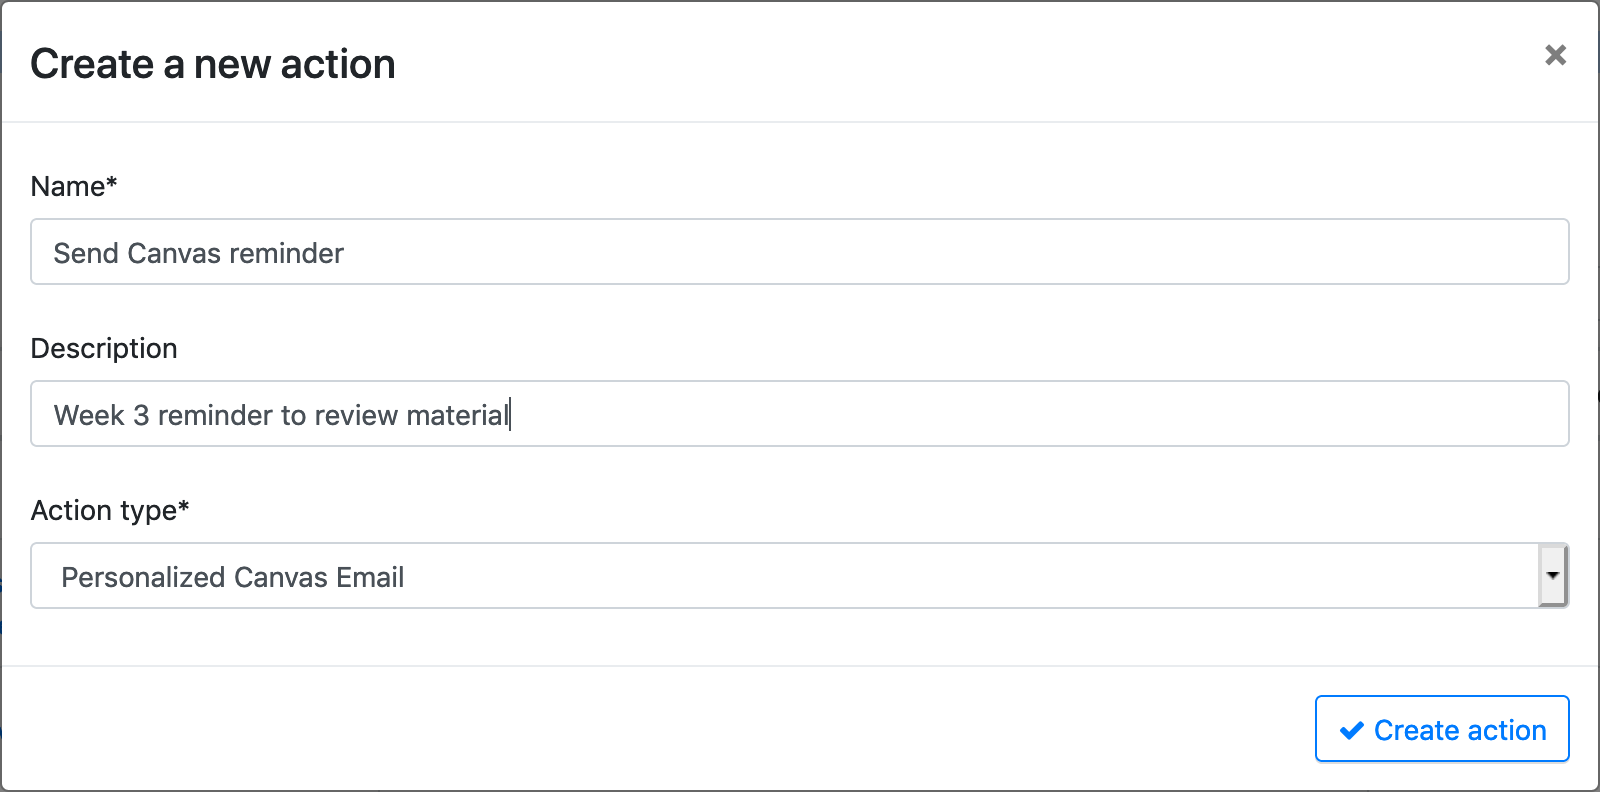 Create a new action
Name*
Send Canvas reminder
Description
Week 3 reminder to review material
Action type*
Personalized Canvas Email
Create action